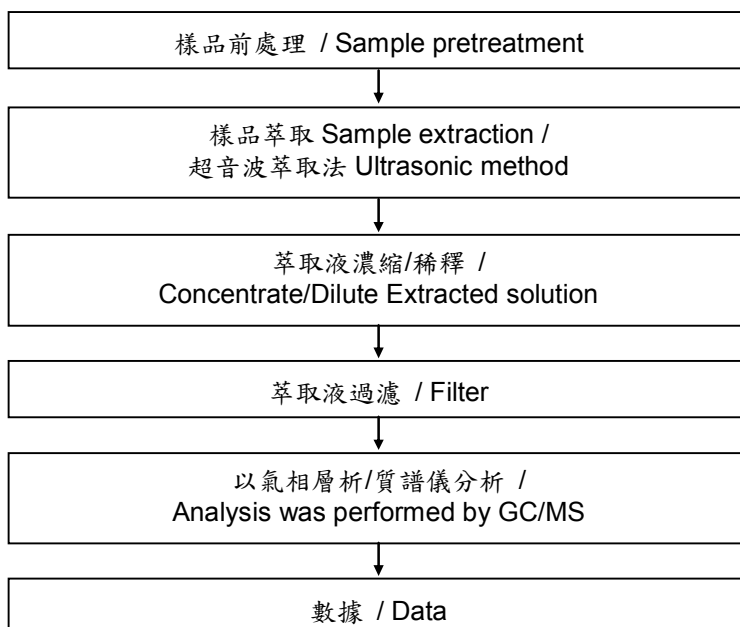 樣品前處理 / Sample pretreatment
樣品萃取 Sample extraction /
超音波萃取法 Ultrasonic method
萃取液濃縮/稀釋 /
Concentrate/Dilute Extracted solution
萃取液過濾 / Filter
以氣相層析/質譜儀分析 /
Analysis was performed by GC/MS
數據 / Data